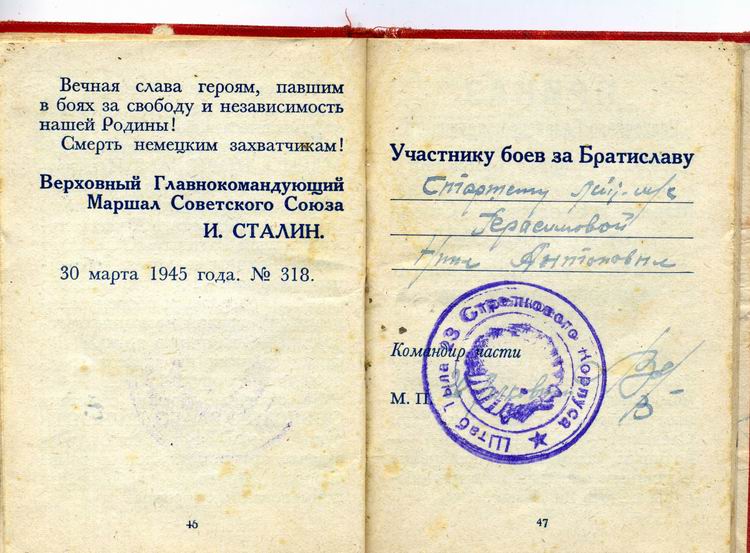 Вечная слава героям, павшим
в боях за свободу и независимость
нашей Родины!
Смерть немецким захватчикам!
Верховный Главнокомандующий
Маршал Советского Союза
И. СТАЛИН.
30 марта 1945 года. № 318.
46
Участнику боев за Братиславу
Старшему
Герасимовой
Нине Антоновне
Командир части
М. П.
Штаб Тыла 23 Стрелкового Корпуса
47